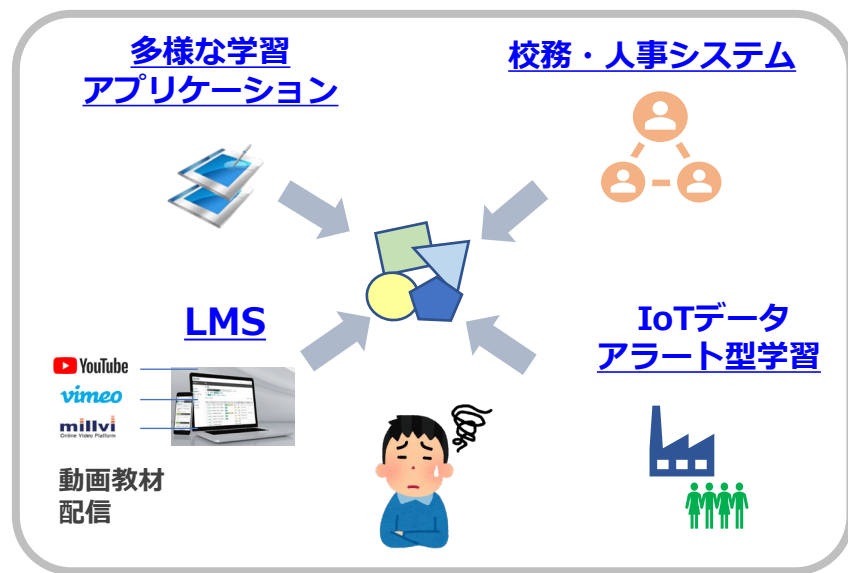 多様な学習
アプリケーション
校務・人事システム
LMS
IoTデータ
アラート型学習
YouTube
vimeo
millvi
Online Video Platform
動画教材
配信